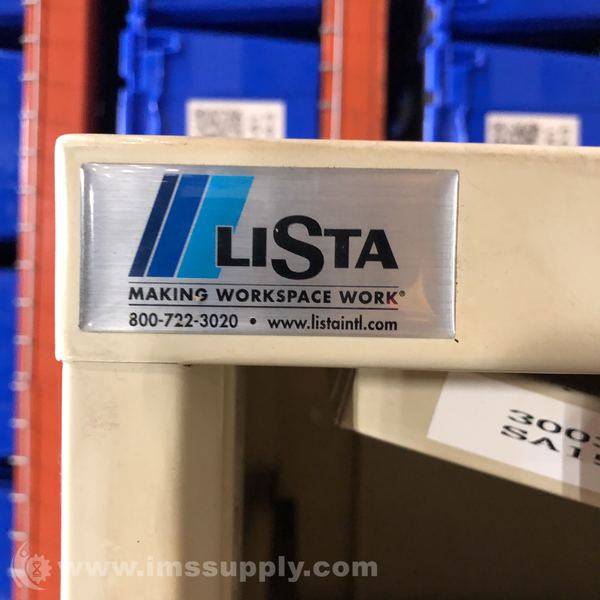 LISTA
MAKING WORKSPACE WORK®
800-722-3020 • www.listaintl.com
www.imssupply.com